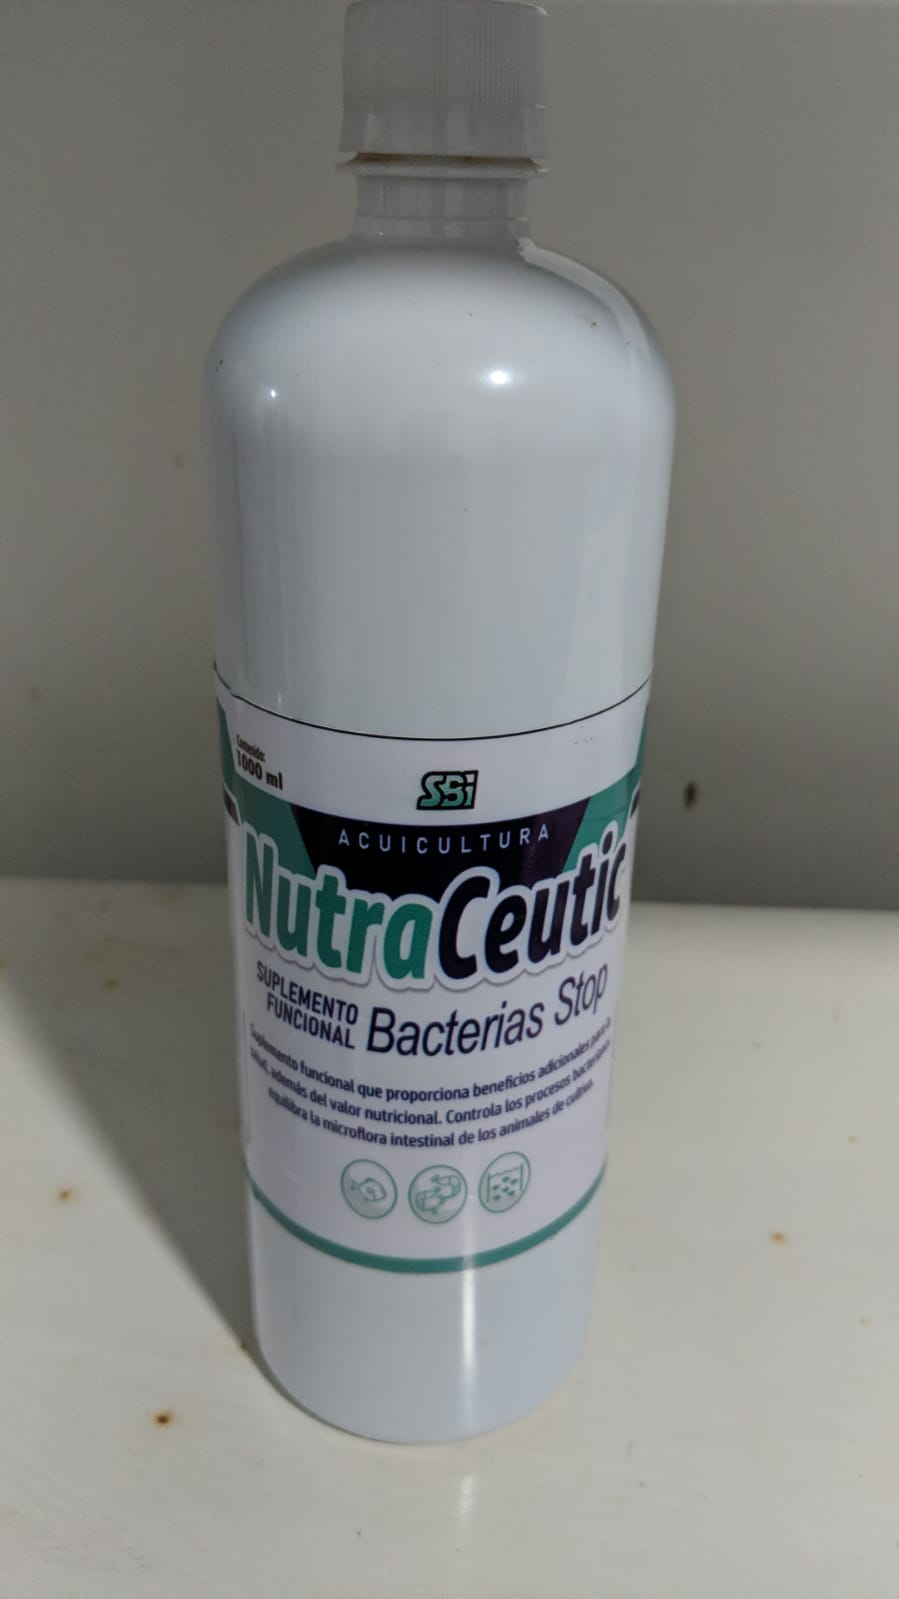 Contenido:
1000 ml
SBi
ACUICULTURA
NutraCeutic
SUPLEMENTO
FUNCIONAL
Bacterias Stop
Suplemento funcional que proporciona beneficios adicionales para la
salud, además del valor nutricional. Controla los procesos bacterianos
equilibra la microflora intestinal de los animales de cultivo.